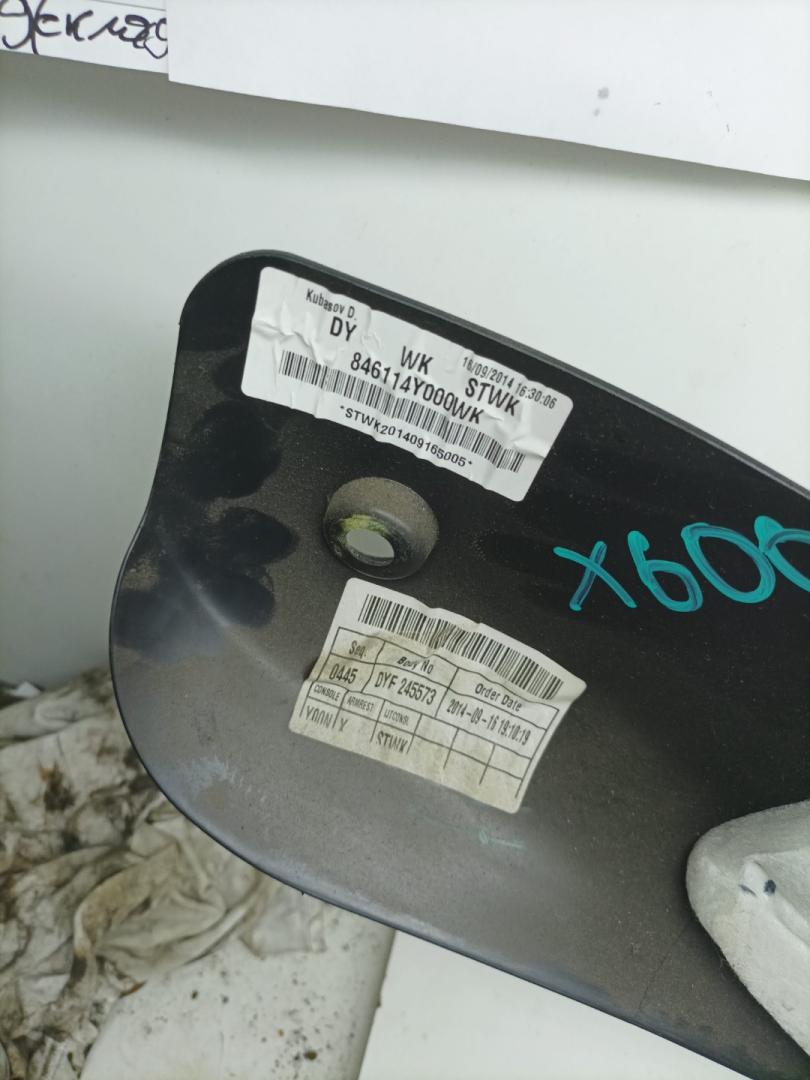 Kubasov D.
DY WK STWK
16/09/2014 16:30:06
846114Y000WK
*STWK201409165005*
X600
Seq. Body No Order Date
0445 DYF 245573 2014-09-16 19:10:19
CONSOLE ARMREST
Y
STWK